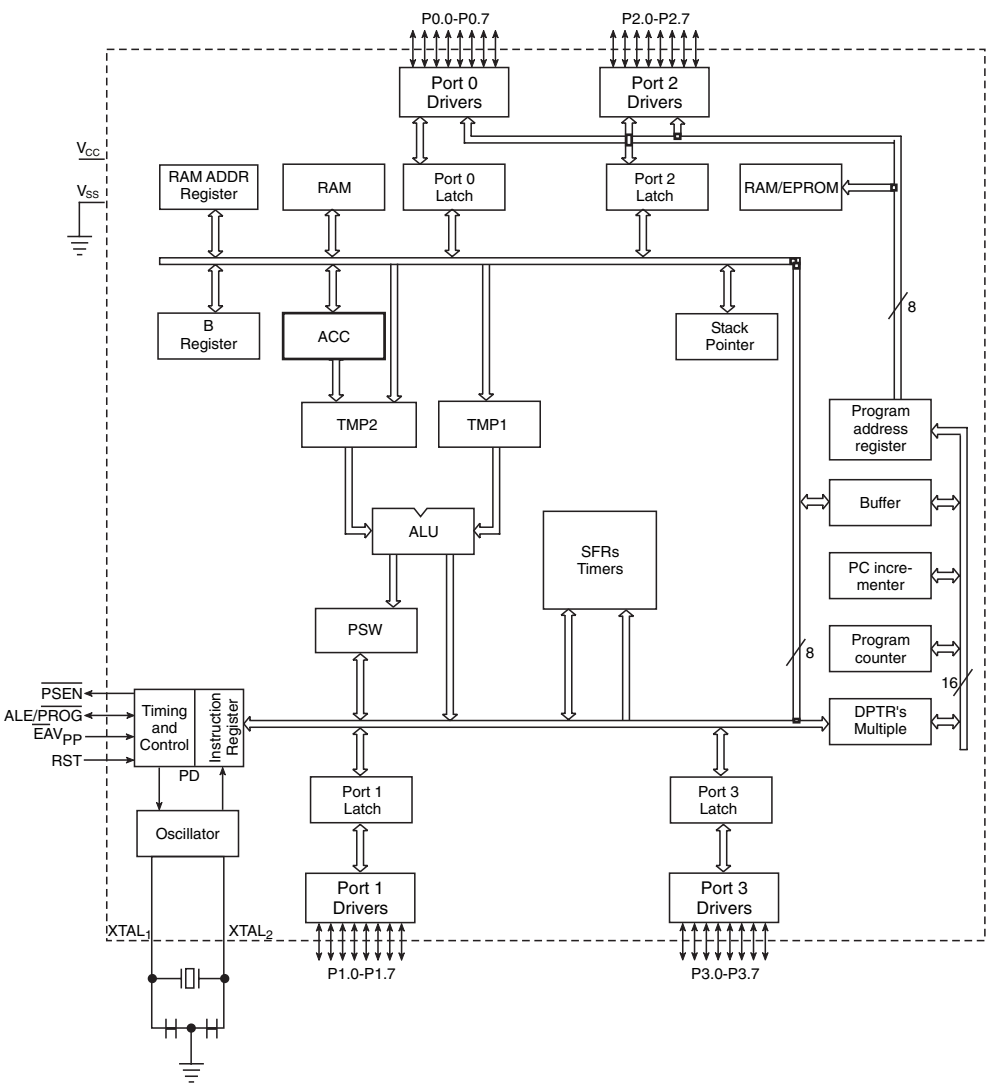 P0.0-P0.7
P2.0-P2.7
Port 0
Drivers
Port 2
Drivers
VCC
VSS
RAM ADDR
Register
RAM
Port 0
Latch
Port 2
Latch
RAM/EPROM
8
B
Register
ACC
Stack
Pointer
TMP2
TMP1
Program
address
register
ALU
SFRs
Timers
Buffer
PC incre-
menter
PSW
Program
counter
8
16
PSEN
ALE/PROG
EAVPP
RST
Timing
and
Control
Instruction
Register
DPTR's
Multiple
PD
Port 1
Latch
Port 3
Latch
Oscillator
Port 1
Drivers
Port 3
Drivers
XTAL1
XTAL2
P1.0-P1.7
P3.0-P3.7